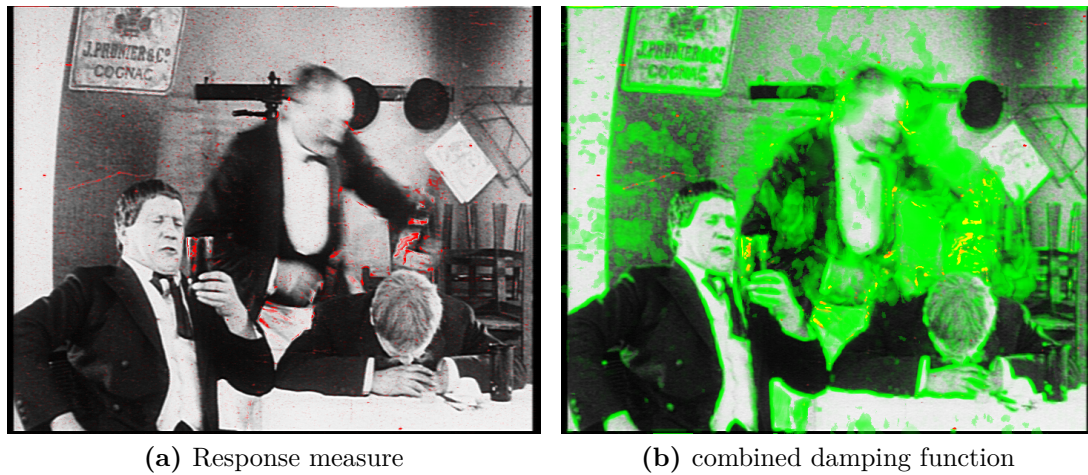 J.PRUNIER & Cº
COGNAC
J.PRUNIER & Cº
COGNAC
(a) Response measure
(b) combined damping function